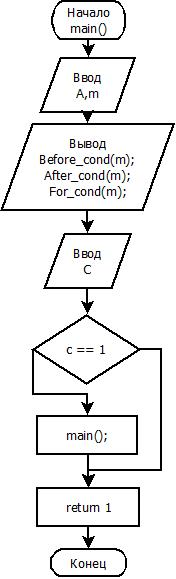 Начало
main()
Ввод
A,m
Вывод
Before_cond(m);
After_cond(m);
For_cond(m);
Ввод
C
c == 1
main();
return 1
Конец